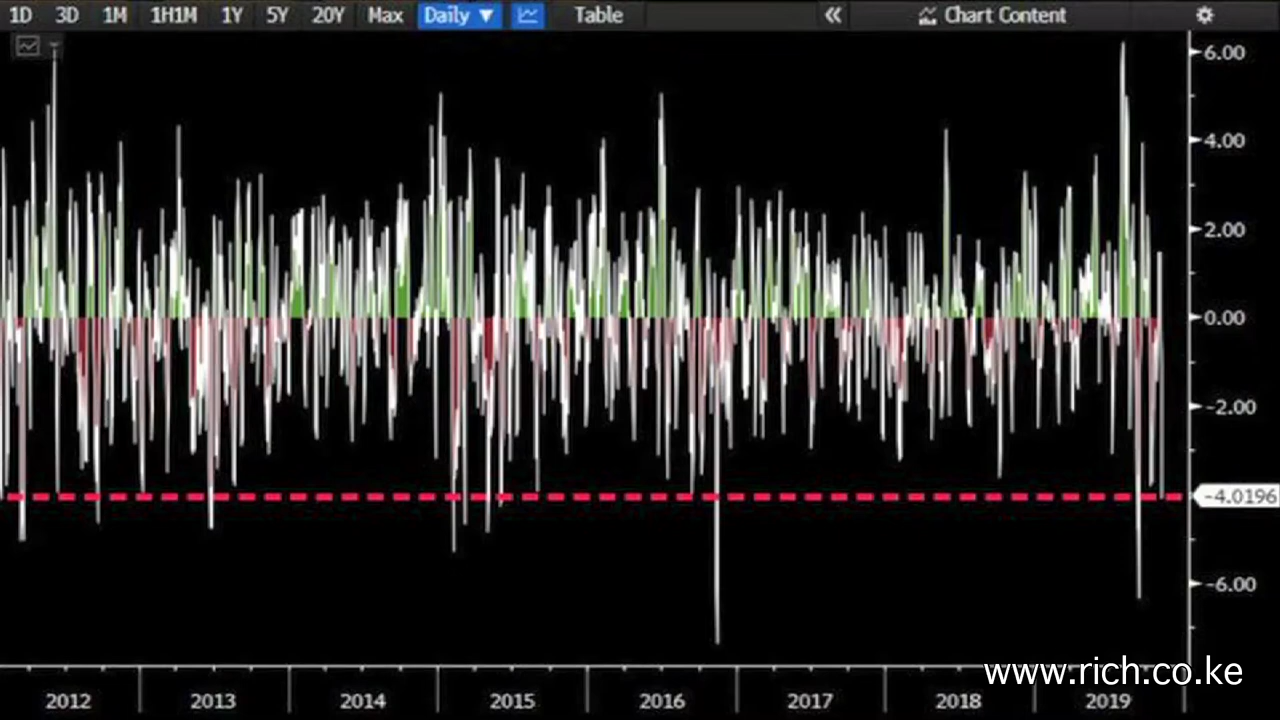 1D 3D 1M 1H1M 1Y 5Y 20Y Max Daily ▼ Table « Chart Content
6.00
4.00
2.00
0.00
-2.00
-4.0196
-6.00
www.rich.co.ke
2012 2013 2014 2015 2016 2017 2018 2019